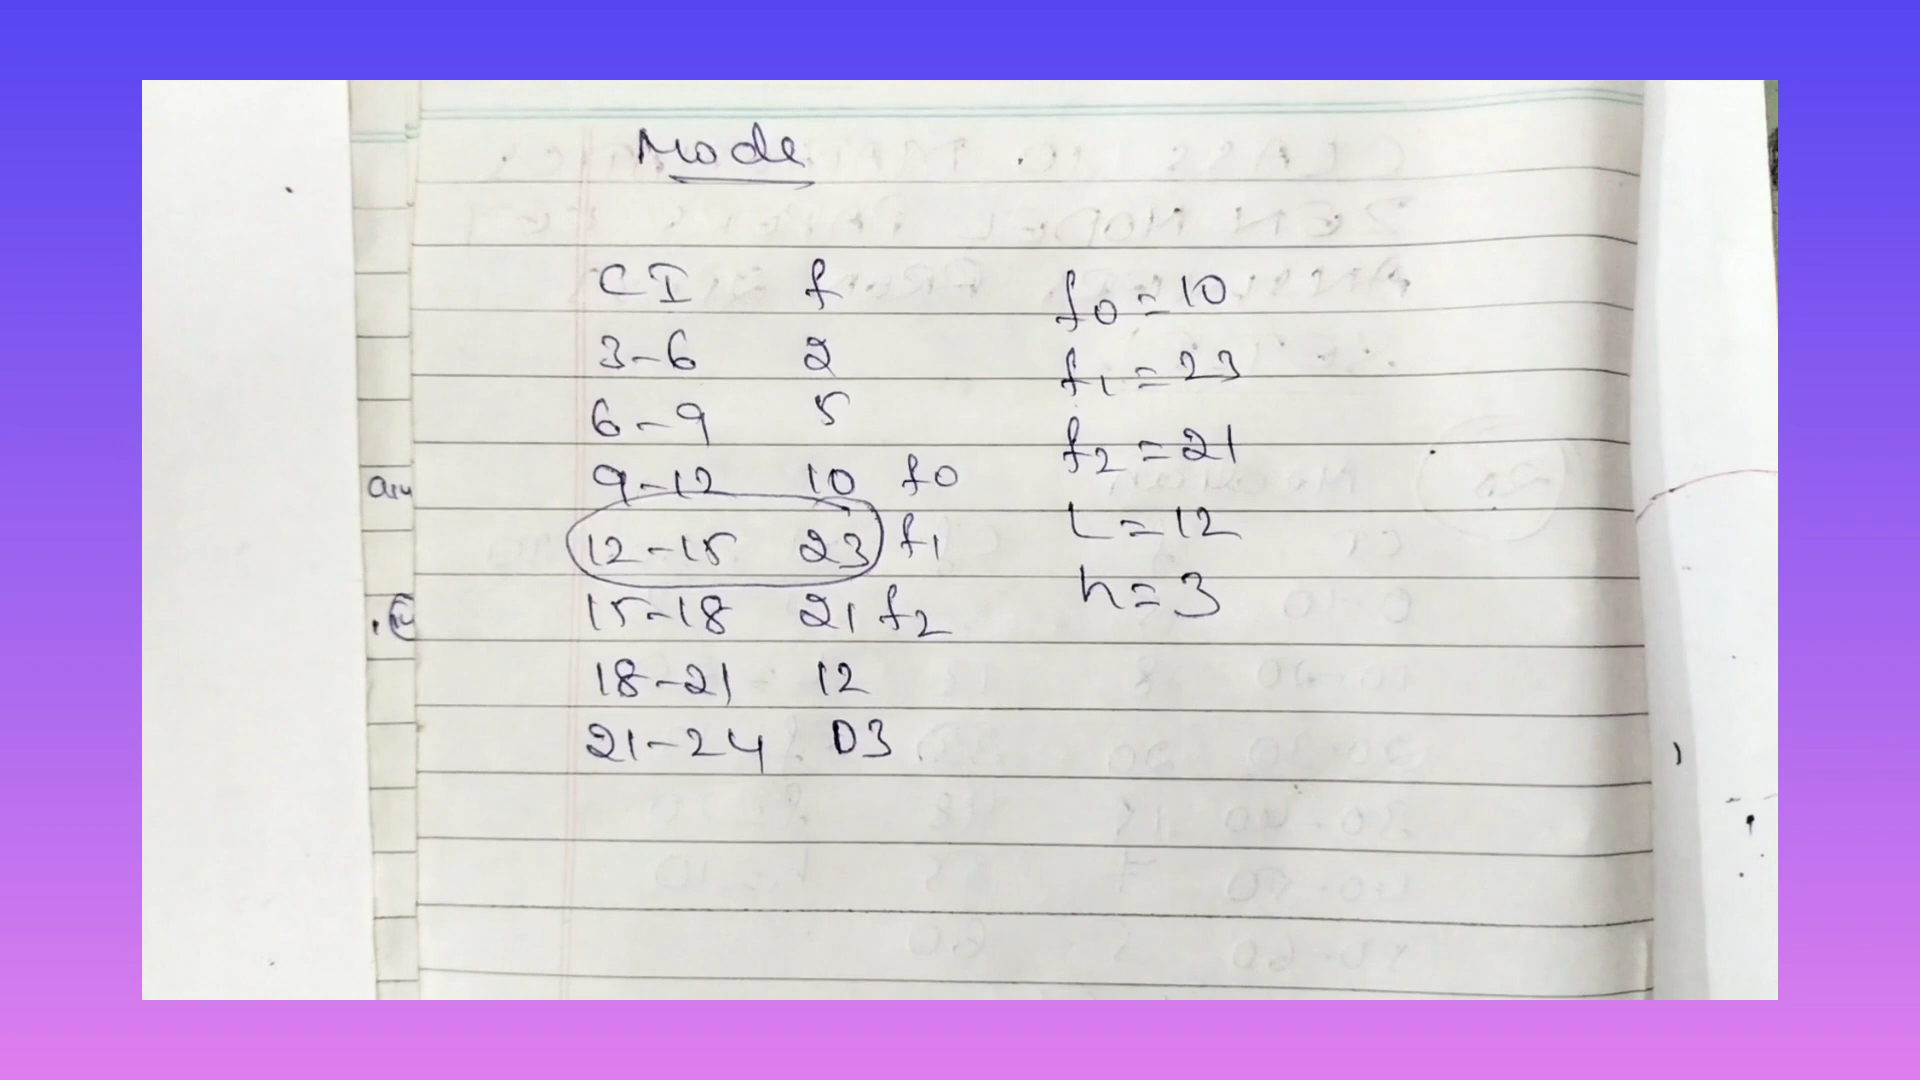 Mode
CI f
3-6 2
6-9 5
9-12 10 f0
12-15 23 f1
15-18 21 f2
18-21 12
21-24 03
f0=10
f1=23
f2=21
L=12
h=3